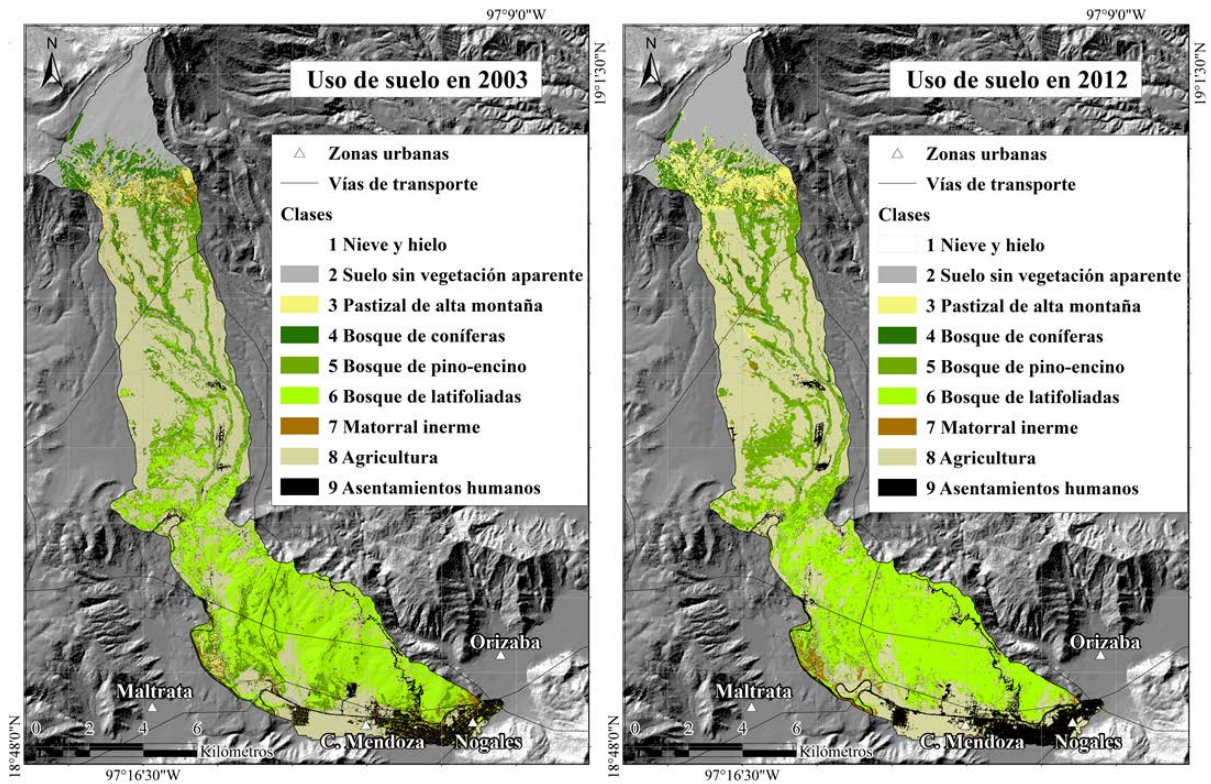 97°9'0"W
N
Uso de suelo en 2003
19°1'30"N
Zonas urbanas
Vías de transporte
Clases
1 Nieve y hielo
2 Suelo sin vegetación aparente
3 Pastizal de alta montaña
4 Bosque de coníferas
5 Bosque de pino-encino
6 Bosque de latifoliadas
7 Matorral inerme
8 Agricultura
9 Asentamientos humanos
Orizaba
Maltrata
C. Mendoza
Nogales
0 2 4 6
Kilómetros
18°48'0"N
97°16'30"W
97°9'0"W
N
Uso de suelo en 2012
19°1'30"N
Zonas urbanas
Vías de transporte
Clases
1 Nieve y hielo
2 Suelo sin vegetación aparente
3 Pastizal de alta montaña
4 Bosque de coníferas
5 Bosque de pino-encino
6 Bosque de latifoliadas
7 Matorral inerme
8 Agricultura
9 Asentamientos humanos
Orizaba
Maltrata
C. Mendoza
Nogales
0 2 4 6
Kilómetros
18°48'0"N
97°16'30"W